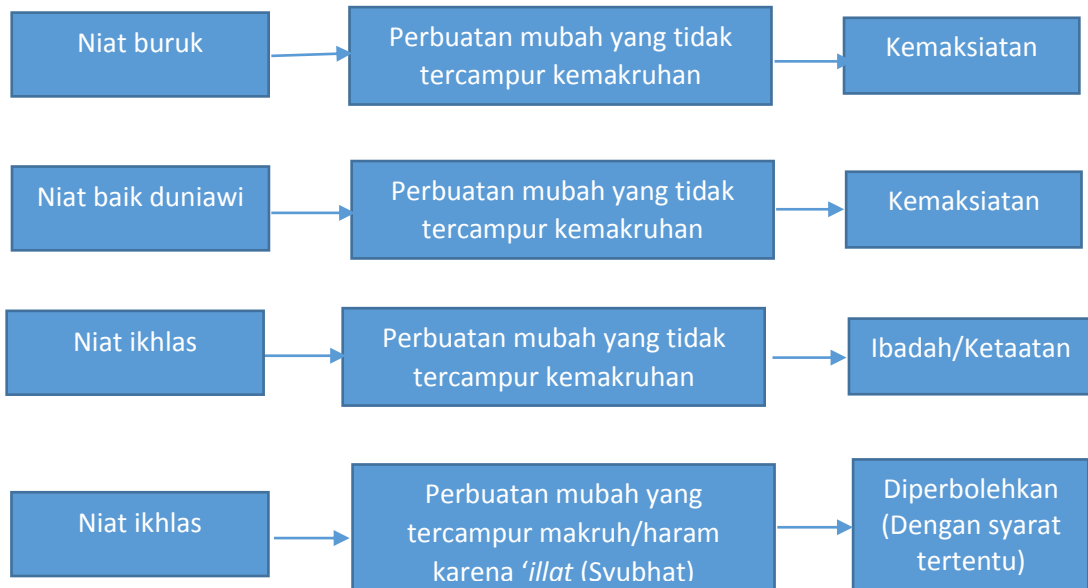 Niat buruk
Perbuatan mubah yang tidak
tercampur kemakruhan
Kemaksiatan
Niat baik duniawi
Perbuatan mubah yang tidak
tercampur kemakruhan
Kemaksiatan
Niat ikhlas
Perbuatan mubah yang tidak
tercampur kemakruhan
Ibadah/Ketaatan
Niat ikhlas
Perbuatan mubah yang
tercampur makruh/haram
karena ‘illat (Syubhat)
Diperbolehkan
(Dengan syarat
tertentu)